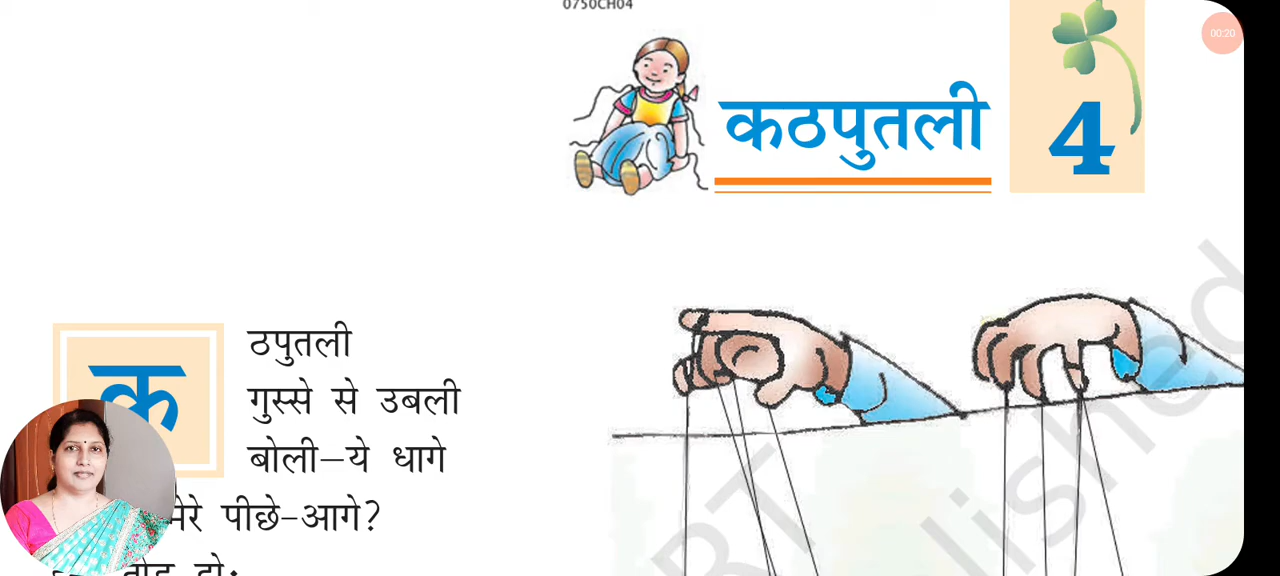 0750CH04
00:20
कठपुतली
4
क
ठपुतली
गुस्से से उबली
बोली–ये धागे
मेरे पीछे-आगे?